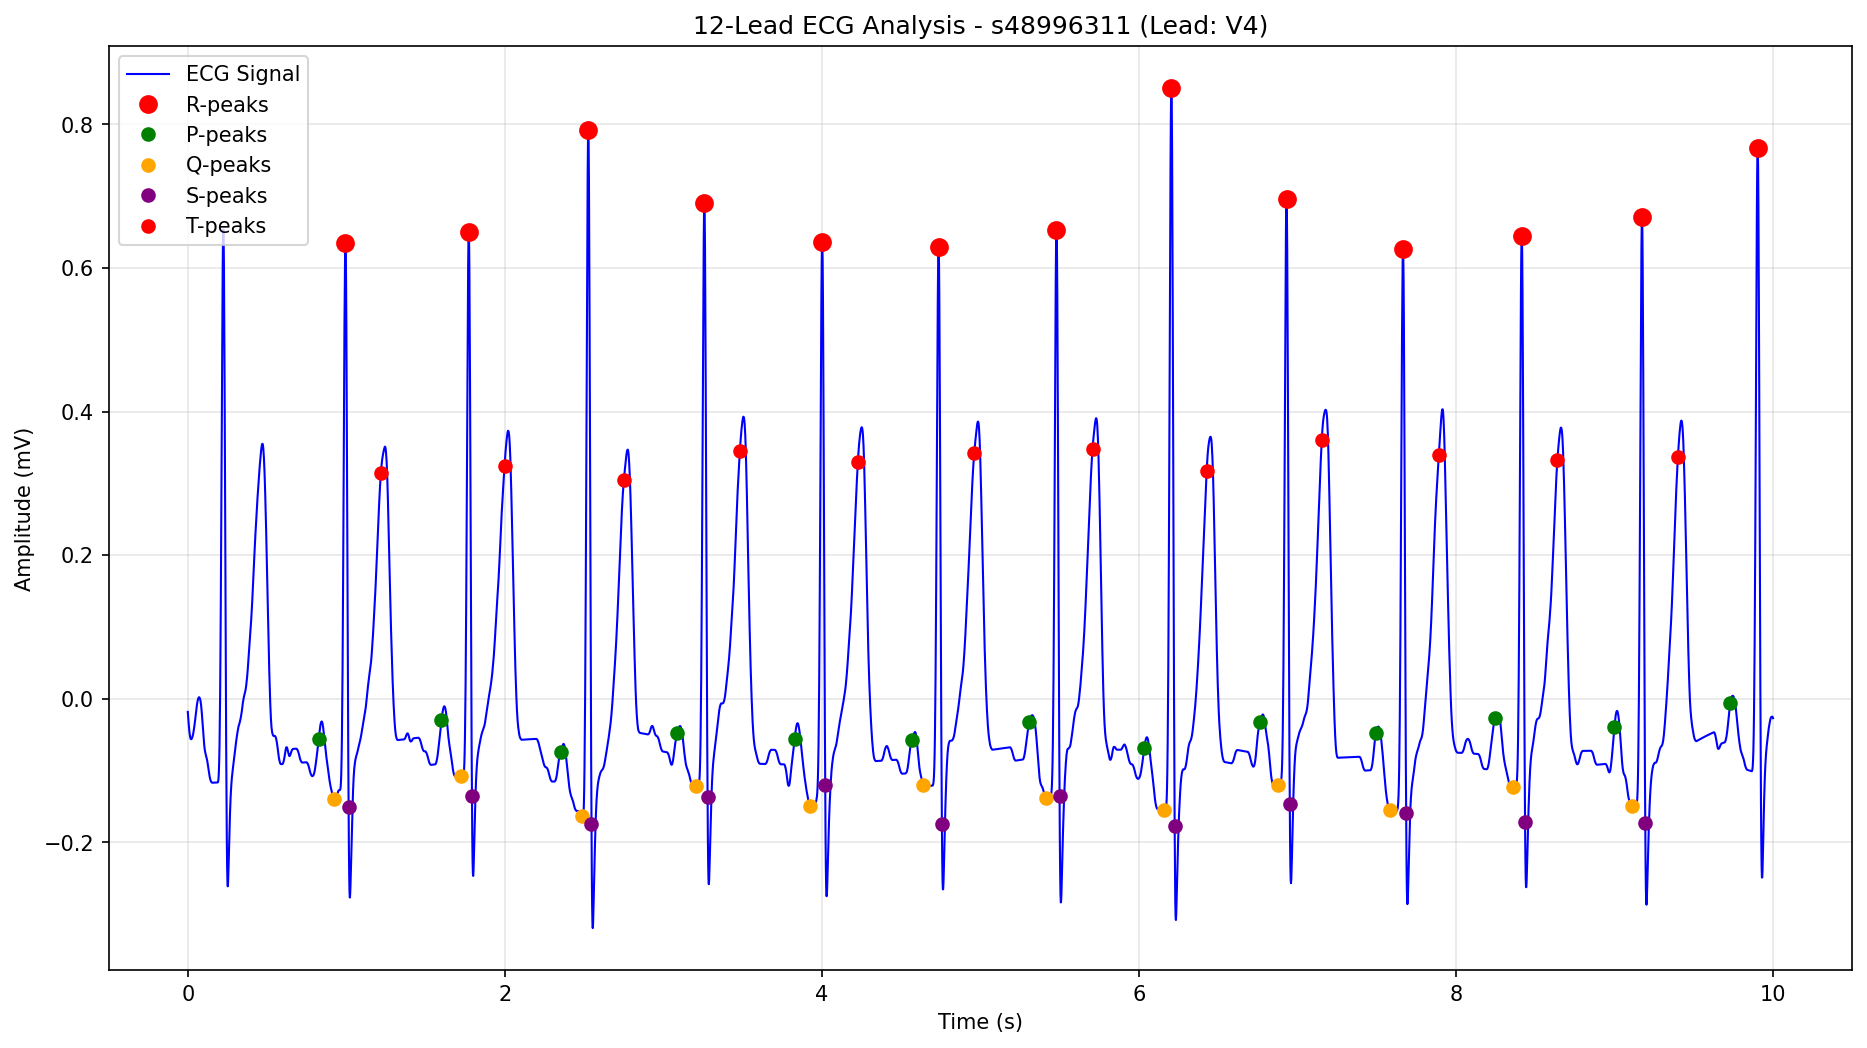 12-Lead ECG Analysis - s48996311 (Lead: V4)
ECG Signal
R-peaks
P-peaks
Q-peaks
S-peaks
T-peaks
0.8
0.6
0.4
0.2
0.0
−0.2
Amplitude (mV)
0 2 4 6 8 10
Time (s)